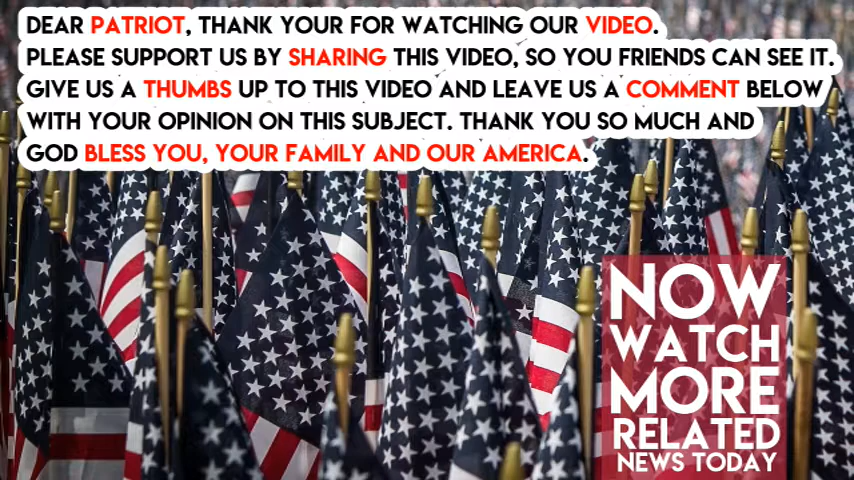 DEAR PATRIOT, THANK YOUR FOR WATCHING OUR VIDEO.
PLEASE SUPPORT US BY SHARING THIS VIDEO, SO YOU FRIENDS CAN SEE IT.
GIVE US A THUMBS UP TO THIS VIDEO AND LEAVE US A COMMENT BELOW
WITH YOUR OPINION ON THIS SUBJECT. THANK YOU SO MUCH AND
GOD BLESS YOU, YOUR FAMILY AND OUR AMERICA.
NOW
WATCH
MORE
RELATED
NEWS TODAY